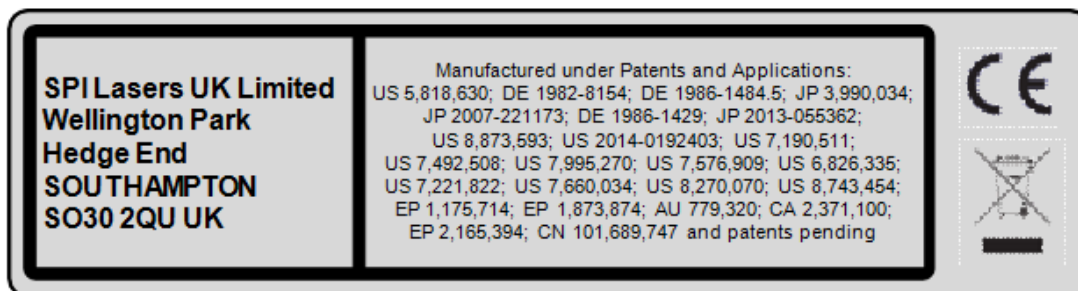 SPI Lasers UK Limited
Wellington Park
Hedge End
SOUTHAMPTON
SO30 2QU UK
Manufactured under Patents and Applications:
US 5,818,630; DE 1982-8154; DE 1986-1484.5; JP 3,990,034;
JP 2007-221173; DE 1986-1429; JP 2013-055362;
US 8,873,593; US 2014-0192403; US 7,190,511;
US 7,492,508; US 7,995,270; US 7,576,909; US 6,826,335;
US 7,221,822; US 7,660,034; US 8,270,070; US 8,743,454;
EP 1,175,714; EP 1,873,874; AU 779,320; CA 2,371,100;
EP 2,165,394; CN 101,689,747 and patents pending
CE